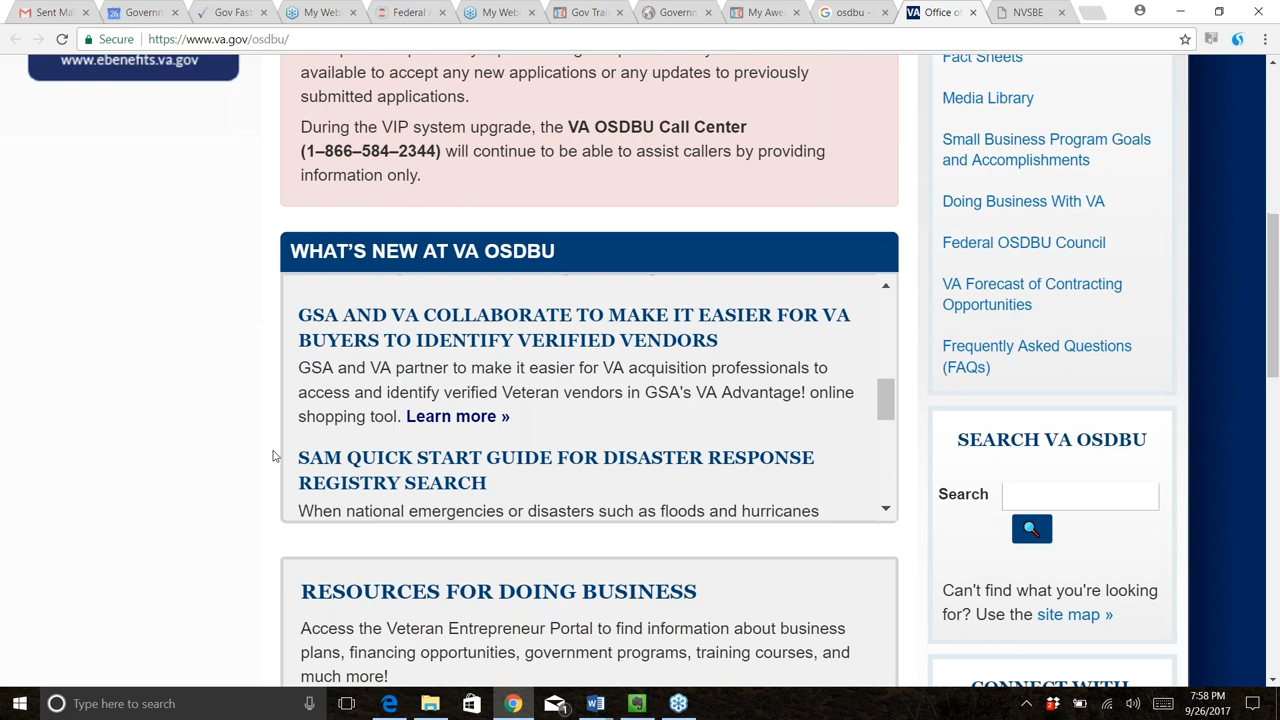 Sent Mai
26
Governm
Gov Fast
My Web
Federal A
My Web
Gov Trai
Governm
My Awe
osdbu -
VA
Office o
NVSBE
Secure
https://www.va.gov/osdbu/
www.ebenefits.va.gov
available to accept any new applications or any updates to previously
submitted applications.
During the VIP system upgrade, the VA OSDBU Call Center
(1–866–584–2344) will continue to be able to assist callers by providing
information only.
WHAT'S NEW AT VA OSDBU
GSA AND VA COLLABORATE TO MAKE IT EASIER FOR VA
BUYERS TO IDENTIFY VERIFIED VENDORS
GSA and VA partner to make it easier for VA acquisition professionals to
access and identify verified Veteran vendors in GSA's VA Advantage! online
shopping tool. Learn more »
SAM QUICK START GUIDE FOR DISASTER RESPONSE
REGISTRY SEARCH
When national emergencies or disasters such as floods and hurricanes
RESOURCES FOR DOING BUSINESS
Access the Veteran Entrepreneur Portal to find information about business
plans, financing opportunities, government programs, training courses, and
much more!
Fact Sheets
Media Library
Small Business Program Goals
and Accomplishments
Doing Business With VA
Federal OSDBU Council
VA Forecast of Contracting
Opportunities
Frequently Asked Questions
(FAQs)
SEARCH VA OSDBU
Search
Can't find what you're looking
for? Use the site map »
CONNECT WITH
Type here to search
1
7:58 PM
9/26/2017